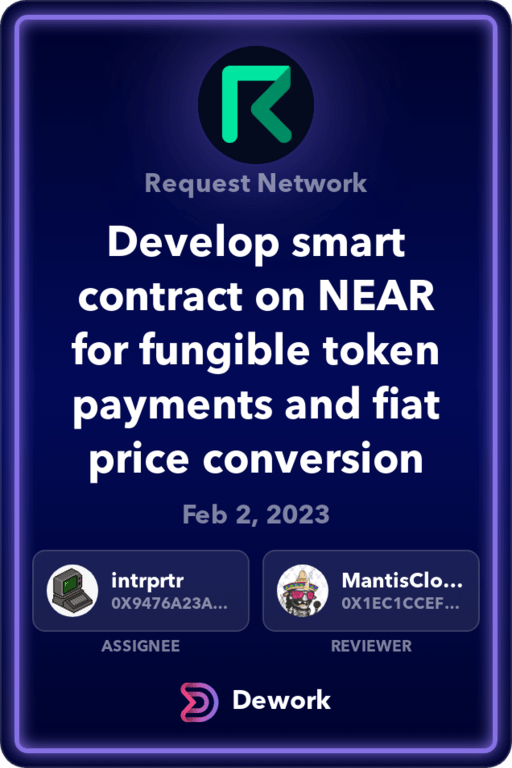 Request Network
Develop smart
contract on NEAR
for fungible token
payments and fiat
price conversion
Feb 2, 2023
intrprtr
0X9476A23A...
MantisClo...
0X1EC1CCEF...
ASSIGNEE
REVIEWER
Dework